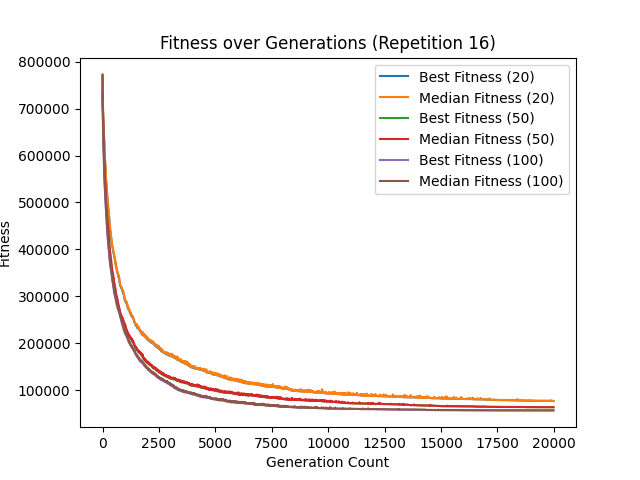 Fitness over Generations (Repetition 16)
800000
700000
600000
500000
400000
300000
200000
100000
Fitness
Best Fitness (20)
Median Fitness (20)
Best Fitness (50)
Median Fitness (50)
Best Fitness (100)
Median Fitness (100)
0 2500 5000 7500 10000 12500 15000 17500 20000
Generation Count